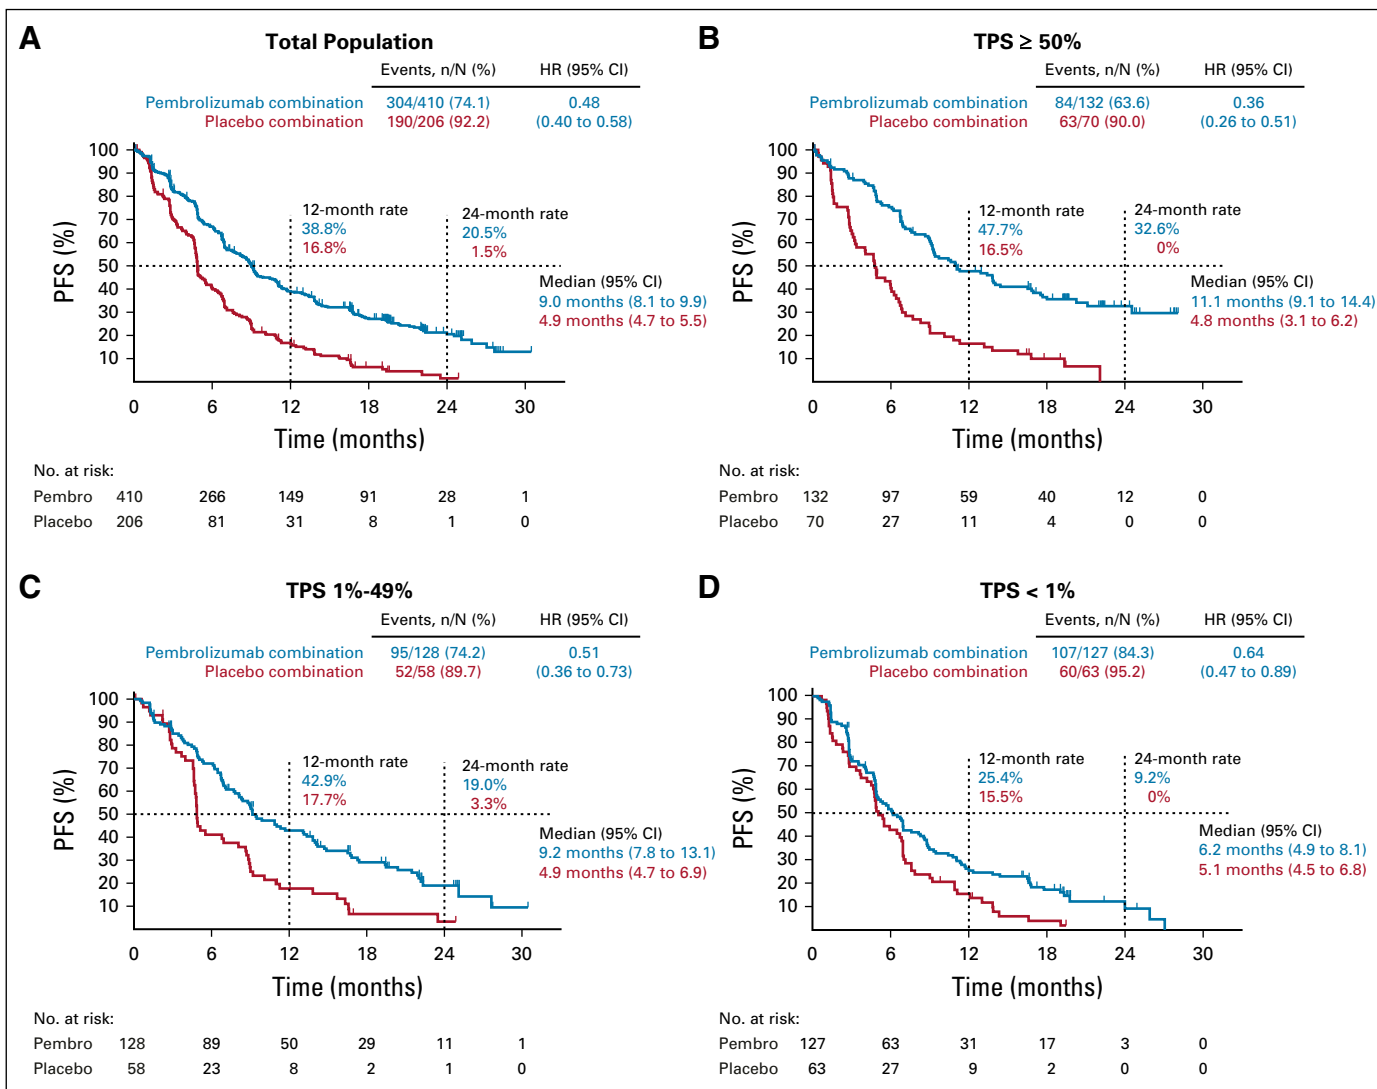 A
Total Population
Events, n/N (%) HR (95% CI)
Pembrolizumab combination 304/410 (74.1) 0.48
Placebo combination 190/206 (92.2) (0.40 to 0.58)
100
90
80
70
60
50
40
30
20
10
PFS (%)
12-month rate
38.8%
16.8%
24-month rate
20.5%
1.5%
Median (95% CI)
9.0 months (8.1 to 9.9)
4.9 months (4.7 to 5.5)
0 6 12 18 24 30
Time (months)
No. at risk:
Pembro 410 266 149 91 28 1
Placebo 206 81 31 8 1 0
B
TPS ≥ 50%
Events, n/N (%) HR (95% CI)
Pembrolizumab combination 84/132 (63.6) 0.36
Placebo combination 63/70 (90.0) (0.26 to 0.51)
100
90
80
70
60
50
40
30
20
10
PFS (%)
12-month rate
47.7%
16.5%
24-month rate
32.6%
0%
Median (95% CI)
11.1 months (9.1 to 14.4)
4.8 months (3.1 to 6.2)
0 6 12 18 24 30
Time (months)
No. at risk:
Pembro 132 97 59 40 12 0
Placebo 70 27 11 4 0 0
C
TPS 1%-49%
Events, n/N (%) HR (95% CI)
Pembrolizumab combination 95/128 (74.2) 0.51
Placebo combination 52/58 (89.7) (0.36 to 0.73)
100
90
80
70
60
50
40
30
20
10
PFS (%)
12-month rate
42.9%
17.7%
24-month rate
19.0%
3.3%
Median (95% CI)
9.2 months (7.8 to 13.1)
4.9 months (4.7 to 6.9)
0 6 12 18 24 30
Time (months)
No. at risk:
Pembro 128 89 50 29 11 1
Placebo 58 23 8 2 1 0
D
TPS < 1%
Events, n/N (%) HR (95% CI)
Pembrolizumab combination 107/127 (84.3) 0.64
Placebo combination 60/63 (95.2) (0.47 to 0.89)
100
90
80
70
60
50
40
30
20
10
PFS (%)
12-month rate
25.4%
15.5%
24-month rate
9.2%
0%
Median (95% CI)
6.2 months (4.9 to 8.1)
5.1 months (4.5 to 6.8)
0 6 12 18 24 30
Time (months)
No. at risk:
Pembro 127 63 31 17 3 0
Placebo 63 27 9 2 0 0